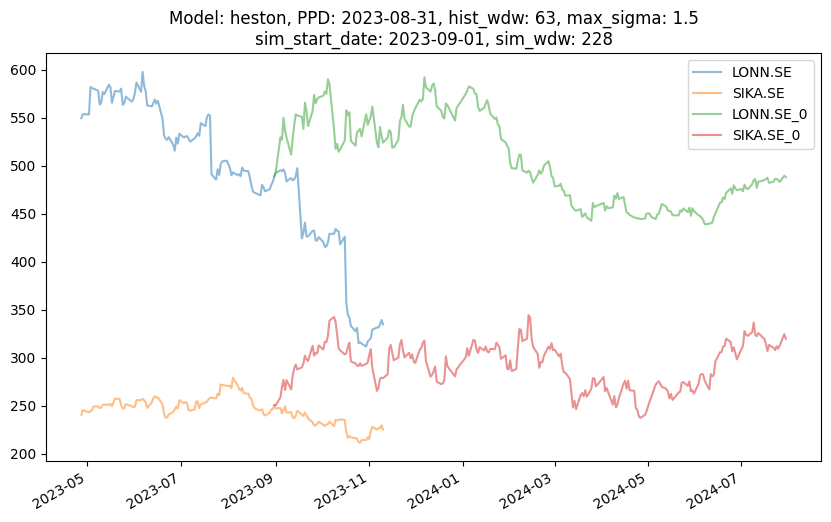 Model: heston, PPD: 2023-08-31, hist_wdw: 63, max_sigma: 1.5
sim_start_date: 2023-09-01, sim_wdw: 228
LONN.SE
SIKA.SE
LONN.SE_0
SIKA.SE_0
600
550
500
450
400
350
300
250
200
2023-05
2023-07
2023-09
2023-11
2024-01
2024-03
2024-05
2024-07